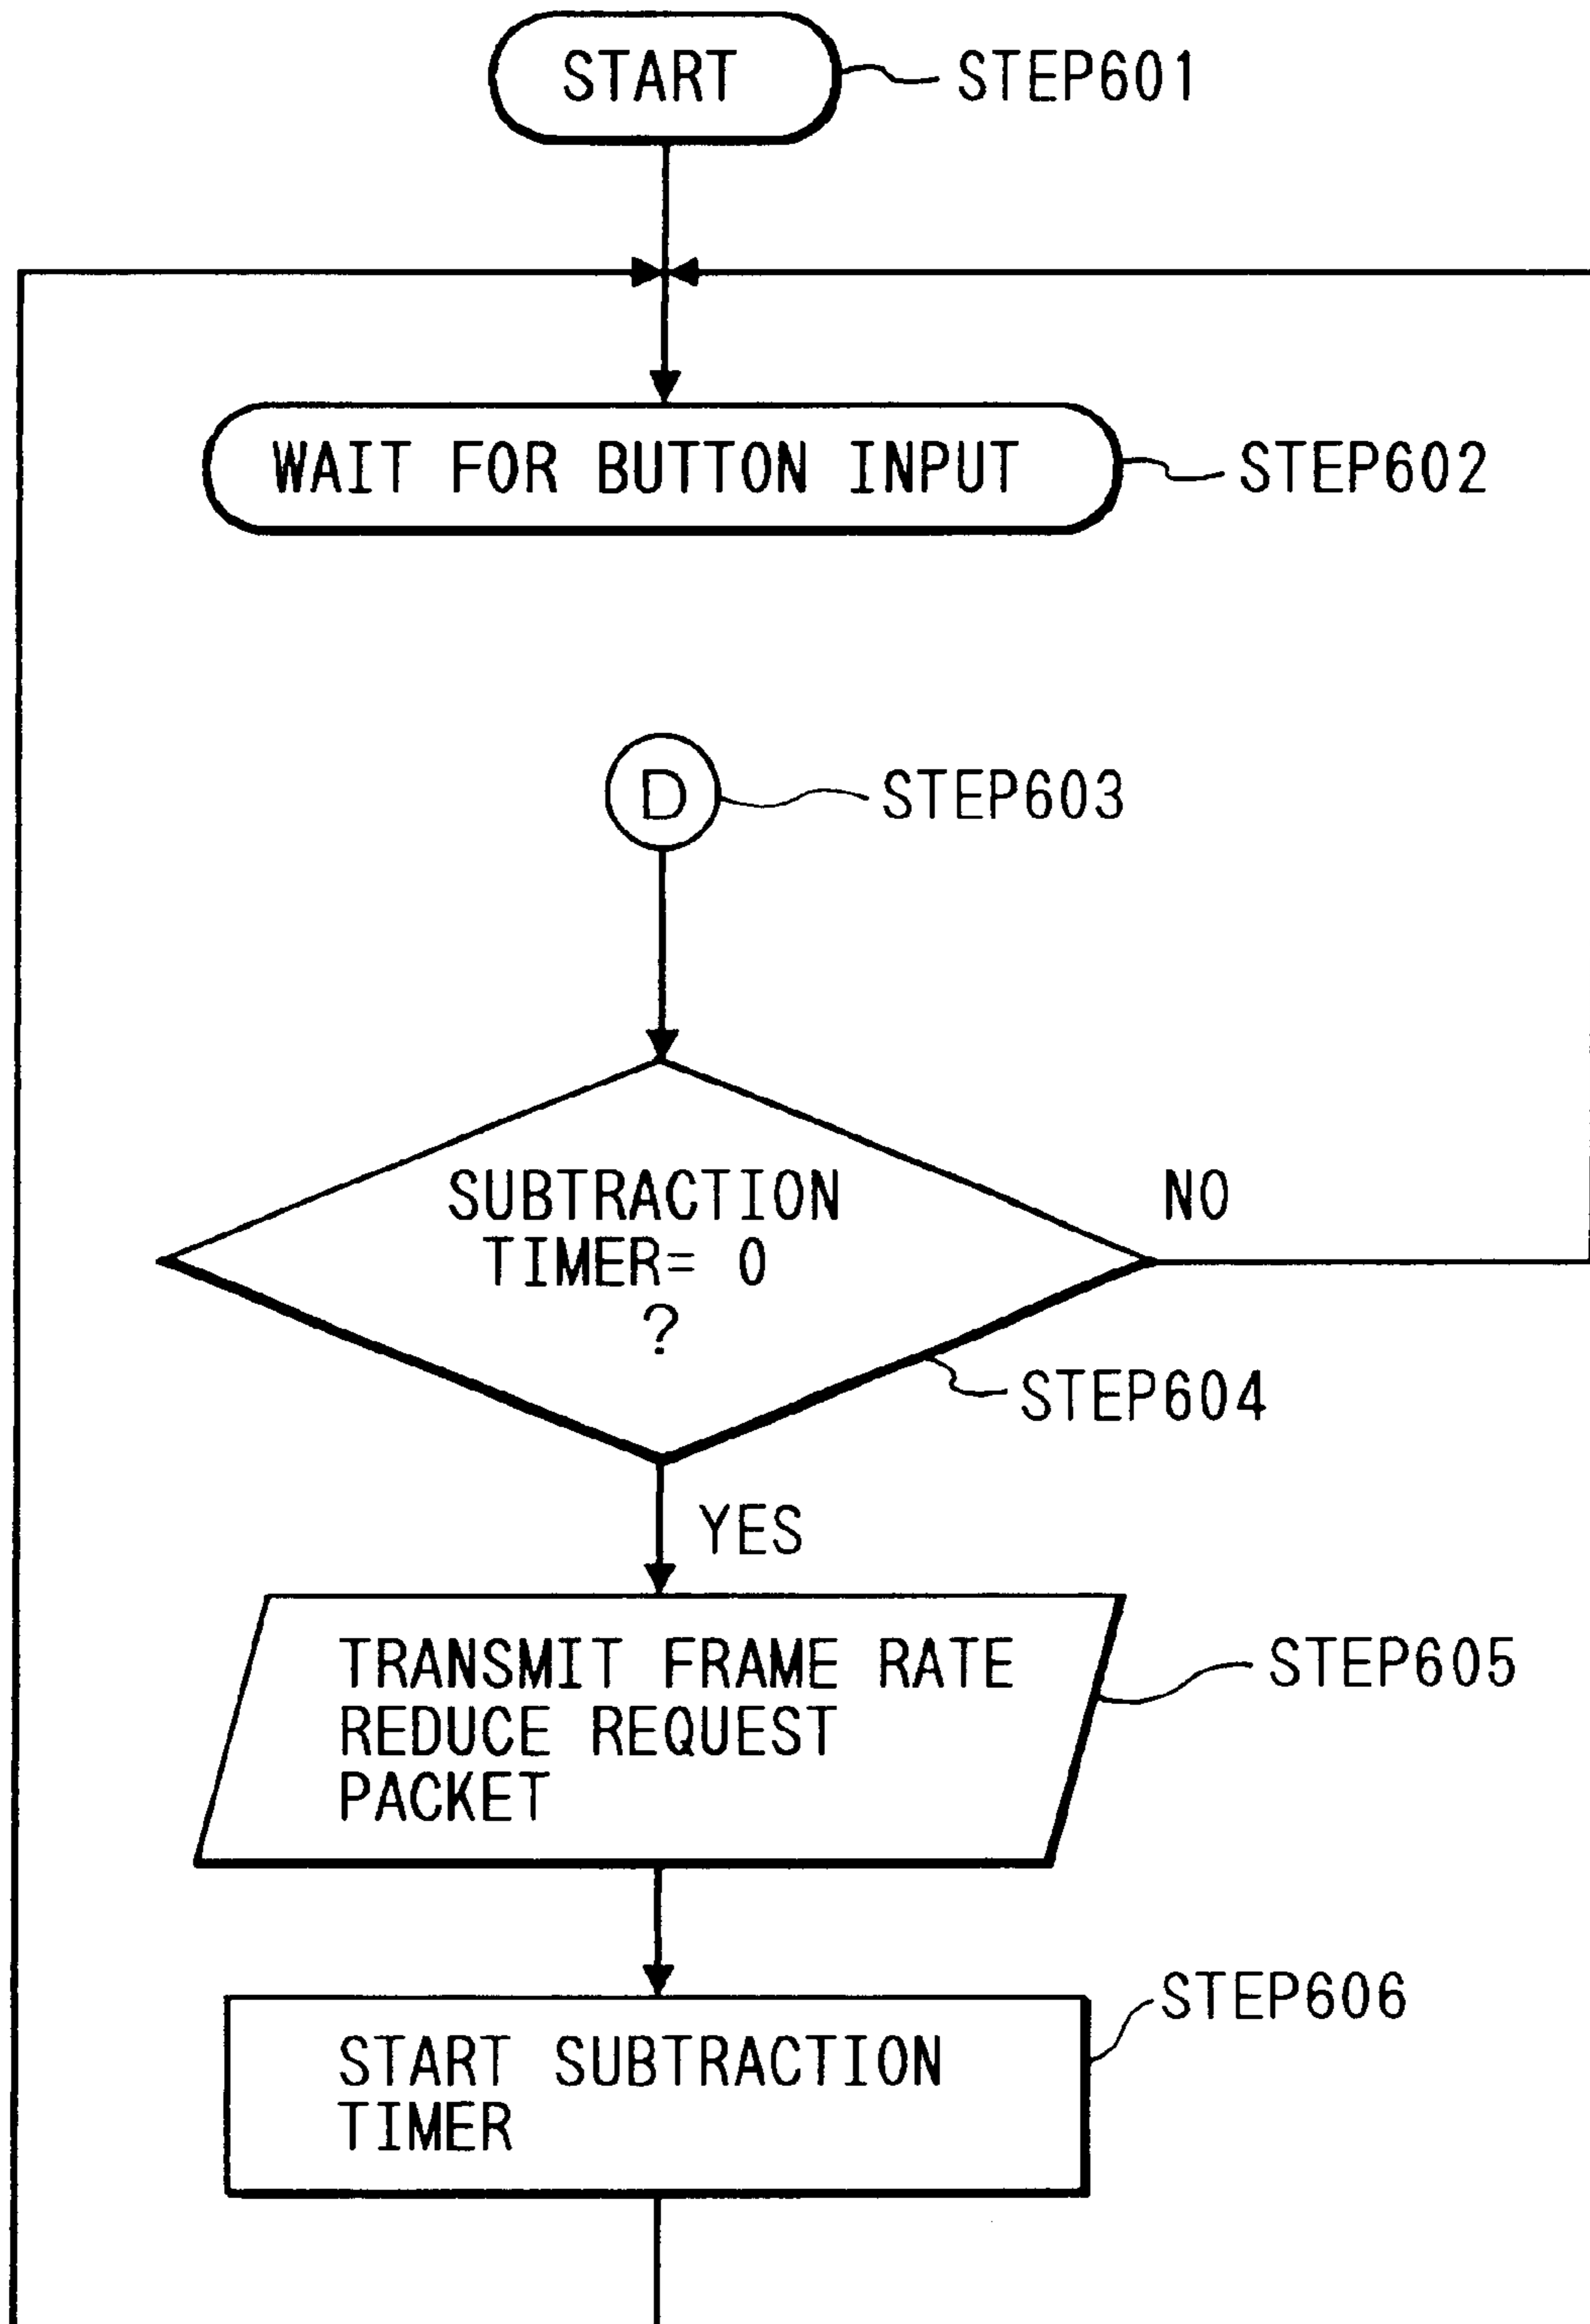 START
STEP601
WAIT FOR BUTTON INPUT
STEP602
D
STEP603
SUBTRACTION
TIMER= 0
?
NO
STEP604
YES
TRANSMIT FRAME RATE
REDUCE REQUEST
PACKET
STEP605
STEP606
START SUBTRACTION
TIMER